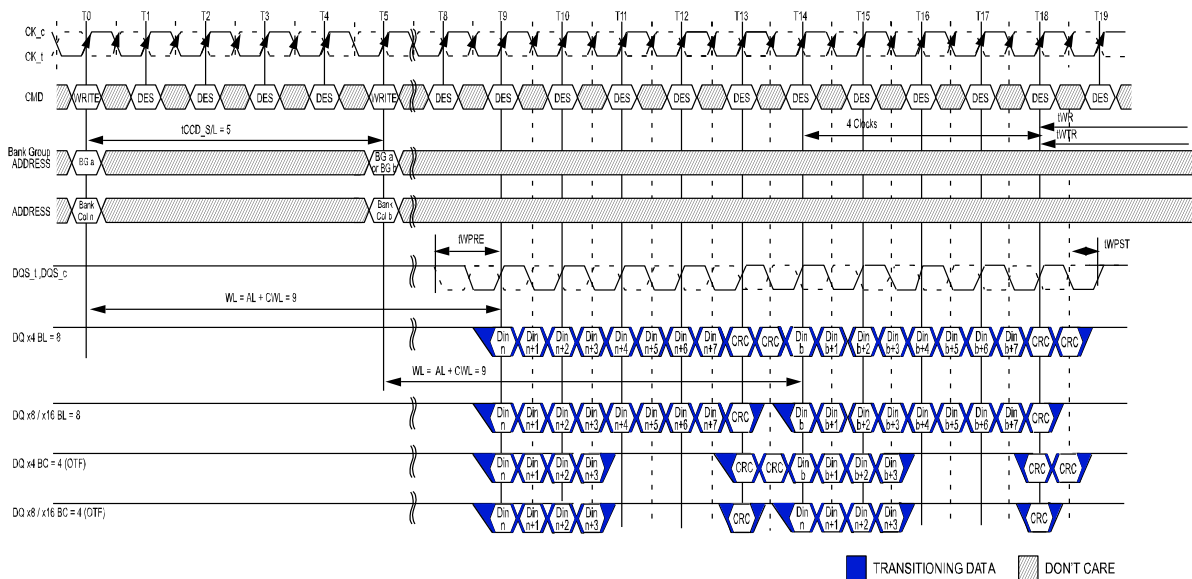 T0 T1 T2 T3 T4 T5 T8 T9 T10 T11 T12 T13 T14 T15 T16 T17 T18 T19
CK_c
CK_t
CMD WRITE DES DES DES DES WRITE DES DES DES DES DES DES DES DES DES DES DES DES
tCCD_S/L = 5
4 Clocks
tWR
tWTR
Bank Group
ADDRESS
BG a
BG a
or BG b
ADDRESS
Bank
Col n
Bank
Col b
tWPRE
tWPST
DQS_t ,DQS_c
WL = AL + CWL = 9
DQ x4 BL = 8
Din n Din n+1 Din n+2 Din n+3 Din n+4 Din n+5 Din n+6 Din n+7 CRC CRC Din b Din b+1 Din b+2 Din b+3 Din b+4 Din b+5 Din b+6 Din b+7 CRC CRC
WL = AL + CWL = 9
DQ x8 / x16 BL = 8
Din n Din n+1 Din n+2 Din n+3 Din n+4 Din n+5 Din n+6 Din n+7 CRC Din b Din b+1 Din b+2 Din b+3 Din b+4 Din b+5 Din b+6 Din b+7 CRC
DQ x4 BC = 4 (OTF)
Din n Din n+1 Din n+2 Din n+3 CRC CRC Din b Din b+1 Din b+2 Din b+3 CRC CRC
DQ x8 / x16 BC = 4 (OTF)
Din n Din n+1 Din n+2 Din n+3 CRC Din n Din n+1 Din n+2 Din n+3 CRC
TRANSITIONING DATA
DON'T CARE